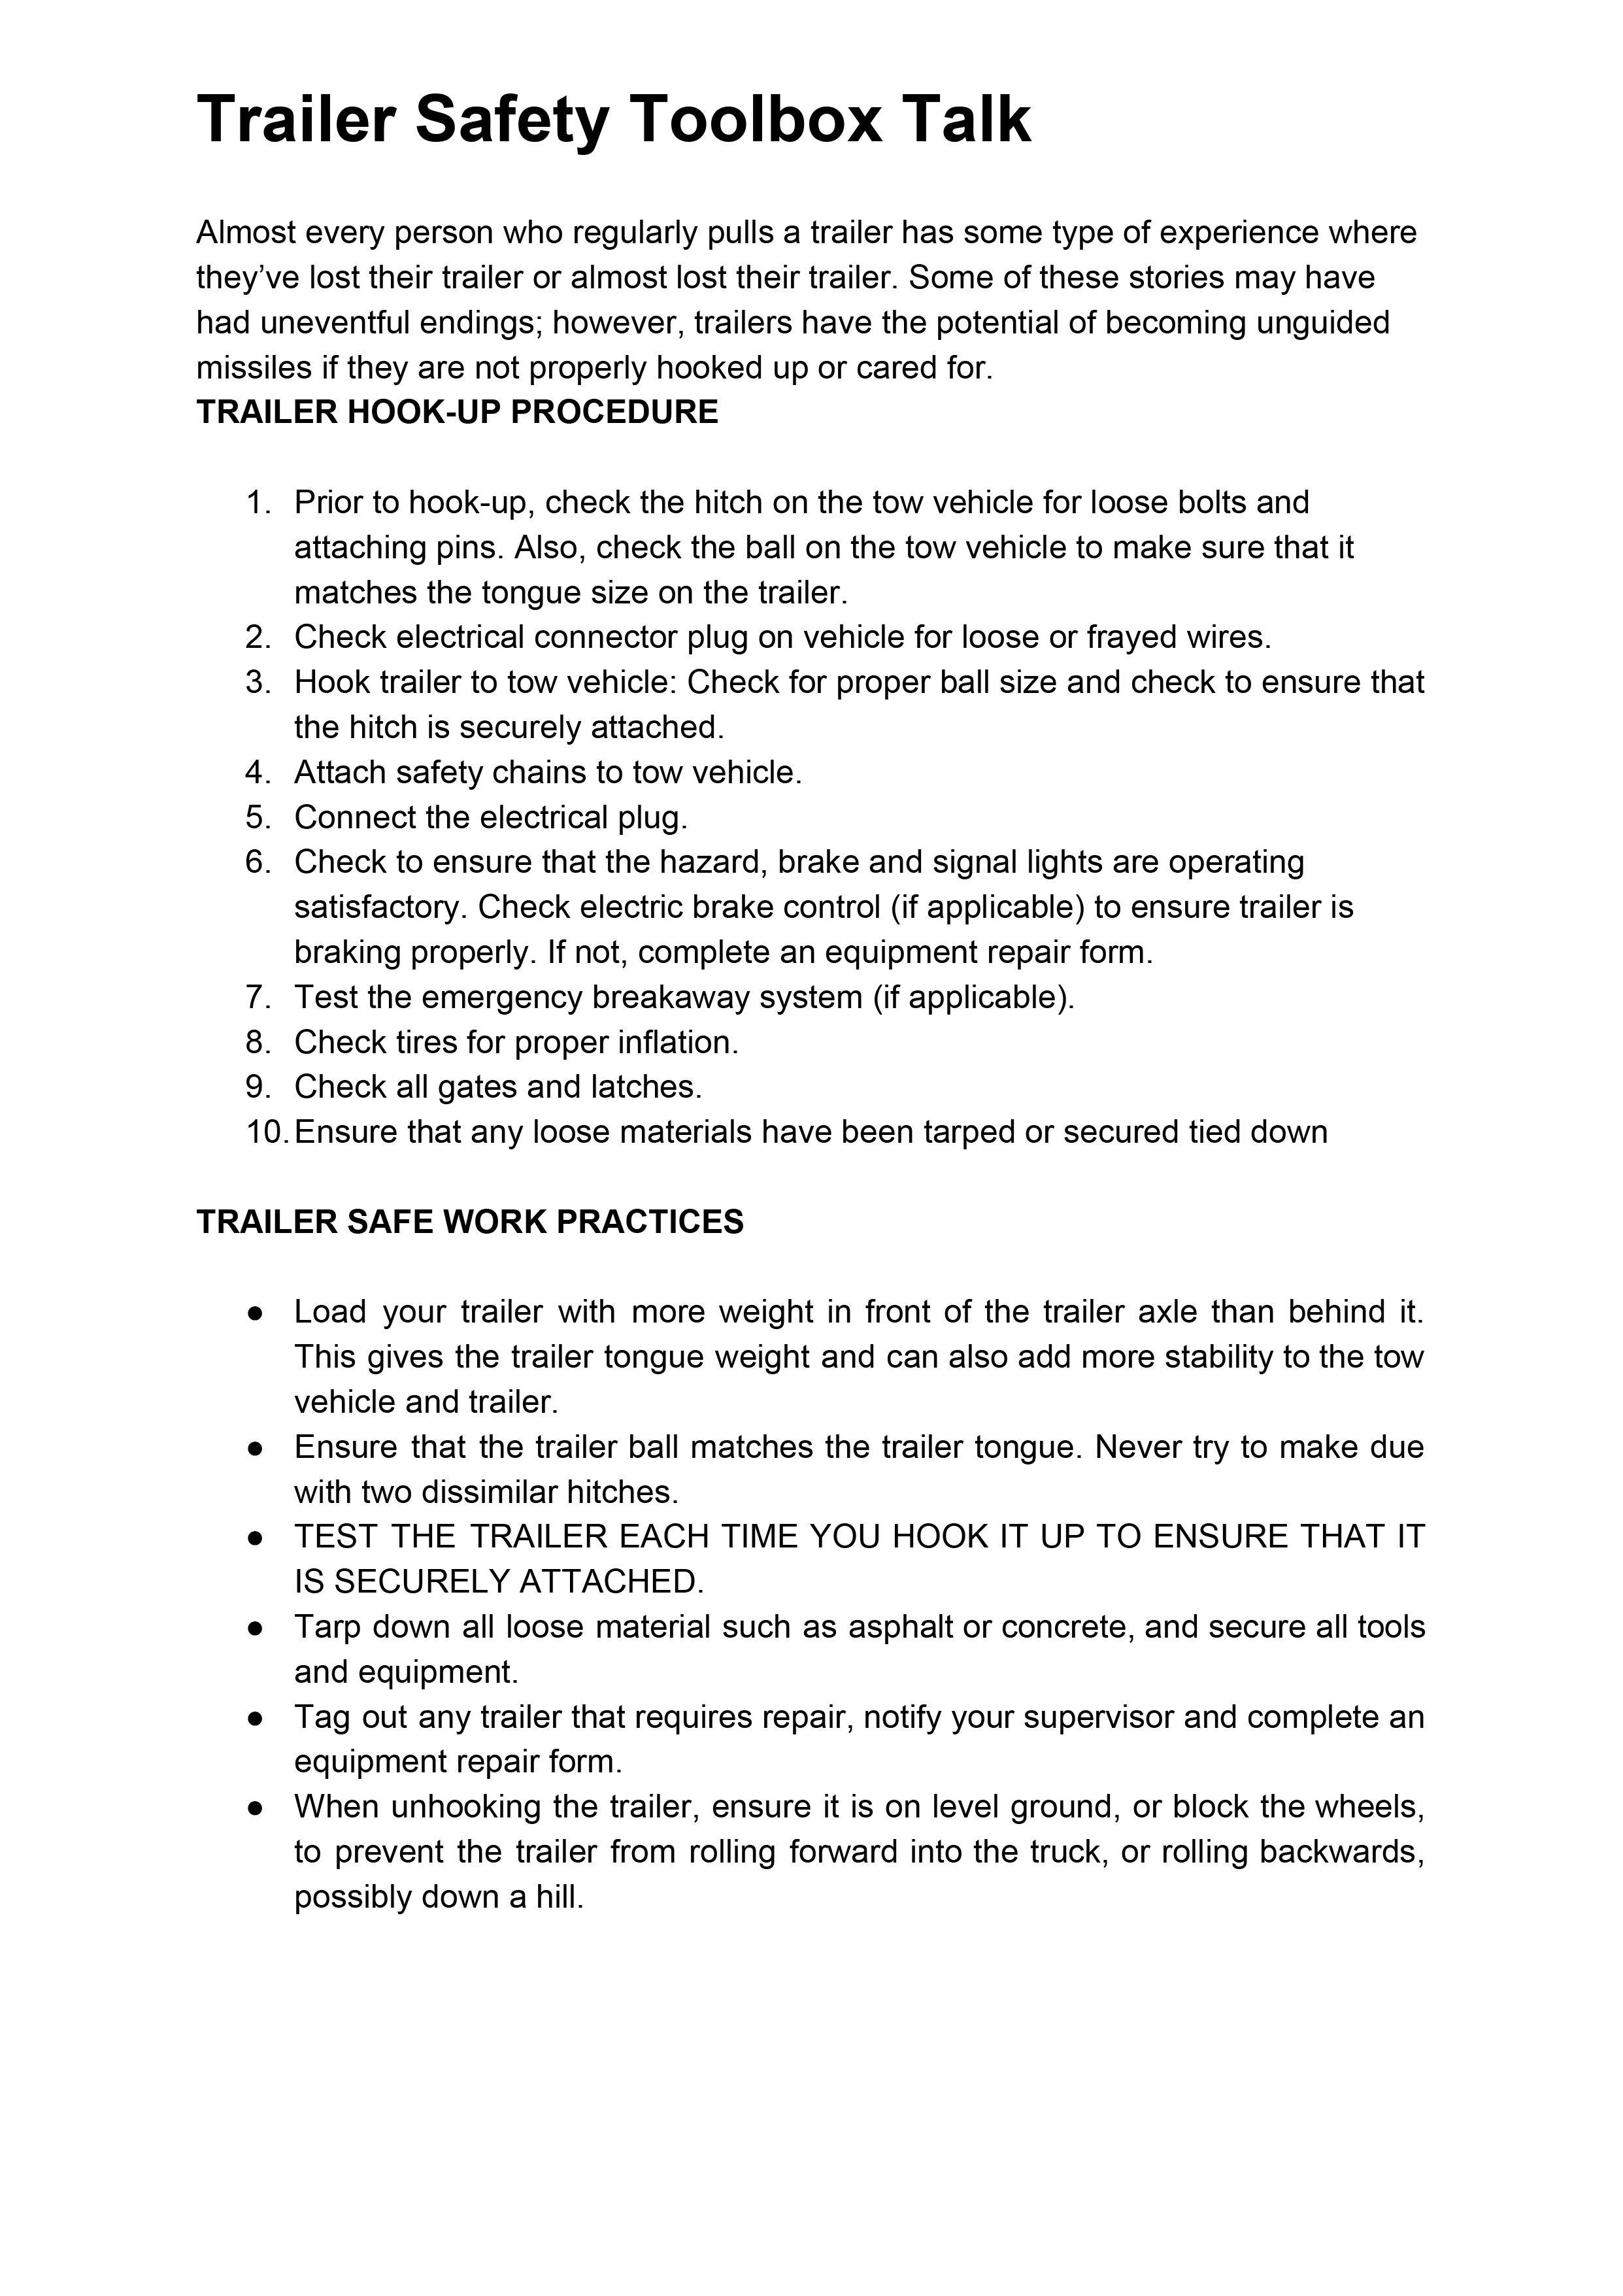 Trailer Safety Toolbox Talk
Almost every person who regularly pulls a trailer has some type of experience where
they’ve lost their trailer or almost lost their trailer. Some of these stories may have
had uneventful endings; however, trailers have the potential of becoming unguided
missiles if they are not properly hooked up or cared for.
TRAILER HOOK-UP PROCEDURE
1. Prior to hook-up, check the hitch on the tow vehicle for loose bolts and
attaching pins. Also, check the ball on the tow vehicle to make sure that it
matches the tongue size on the trailer.
2. Check electrical connector plug on vehicle for loose or frayed wires.
3. Hook trailer to tow vehicle: Check for proper ball size and check to ensure that
the hitch is securely attached.
4. Attach safety chains to tow vehicle.
5. Connect the electrical plug.
6. Check to ensure that the hazard, brake and signal lights are operating
satisfactory. Check electric brake control (if applicable) to ensure trailer is
braking properly. If not, complete an equipment repair form.
7. Test the emergency breakaway system (if applicable).
8. Check tires for proper inflation.
9. Check all gates and latches.
10. Ensure that any loose materials have been tarped or secured tied down
TRAILER SAFE WORK PRACTICES
● Load your trailer with more weight in front of the trailer axle than behind it.
This gives the trailer tongue weight and can also add more stability to the tow
vehicle and trailer.
● Ensure that the trailer ball matches the trailer tongue. Never try to make due
with two dissimilar hitches.
● TEST THE TRAILER EACH TIME YOU HOOK IT UP TO ENSURE THAT IT
IS SECURELY ATTACHED.
● Tarp down all loose material such as asphalt or concrete, and secure all tools
and equipment.
● Tag out any trailer that requires repair, notify your supervisor and complete an
equipment repair form.
● When unhooking the trailer, ensure it is on level ground, or block the wheels,
to prevent the trailer from rolling forward into the truck, or rolling backwards,
possibly down a hill.